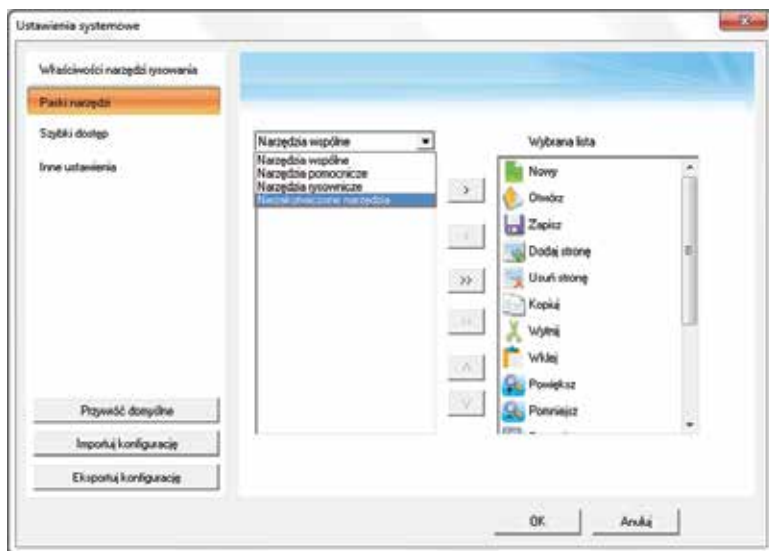 Ustawienia systemowe
Właściwości narzędzi rysowania
Paski narzędzi
Szybki dostęp
Inne ustawienia
Przywróć domyślne
Importuj konfigurację
Eksportuj konfigurację
Narzędzia wspólne
Narzędzia wspólne
Narzędzia pomocnicze
Narzędzia rysownicze
narzędzia
>
<
>>
<<
Wybrana lista
Nowy
Otwórz
Zapisz
Dodaj stronę
Usuń stronę
Kopiuj
Wytnij
Wklej
Powiększ
Pomniejsz
OK
Anuluj